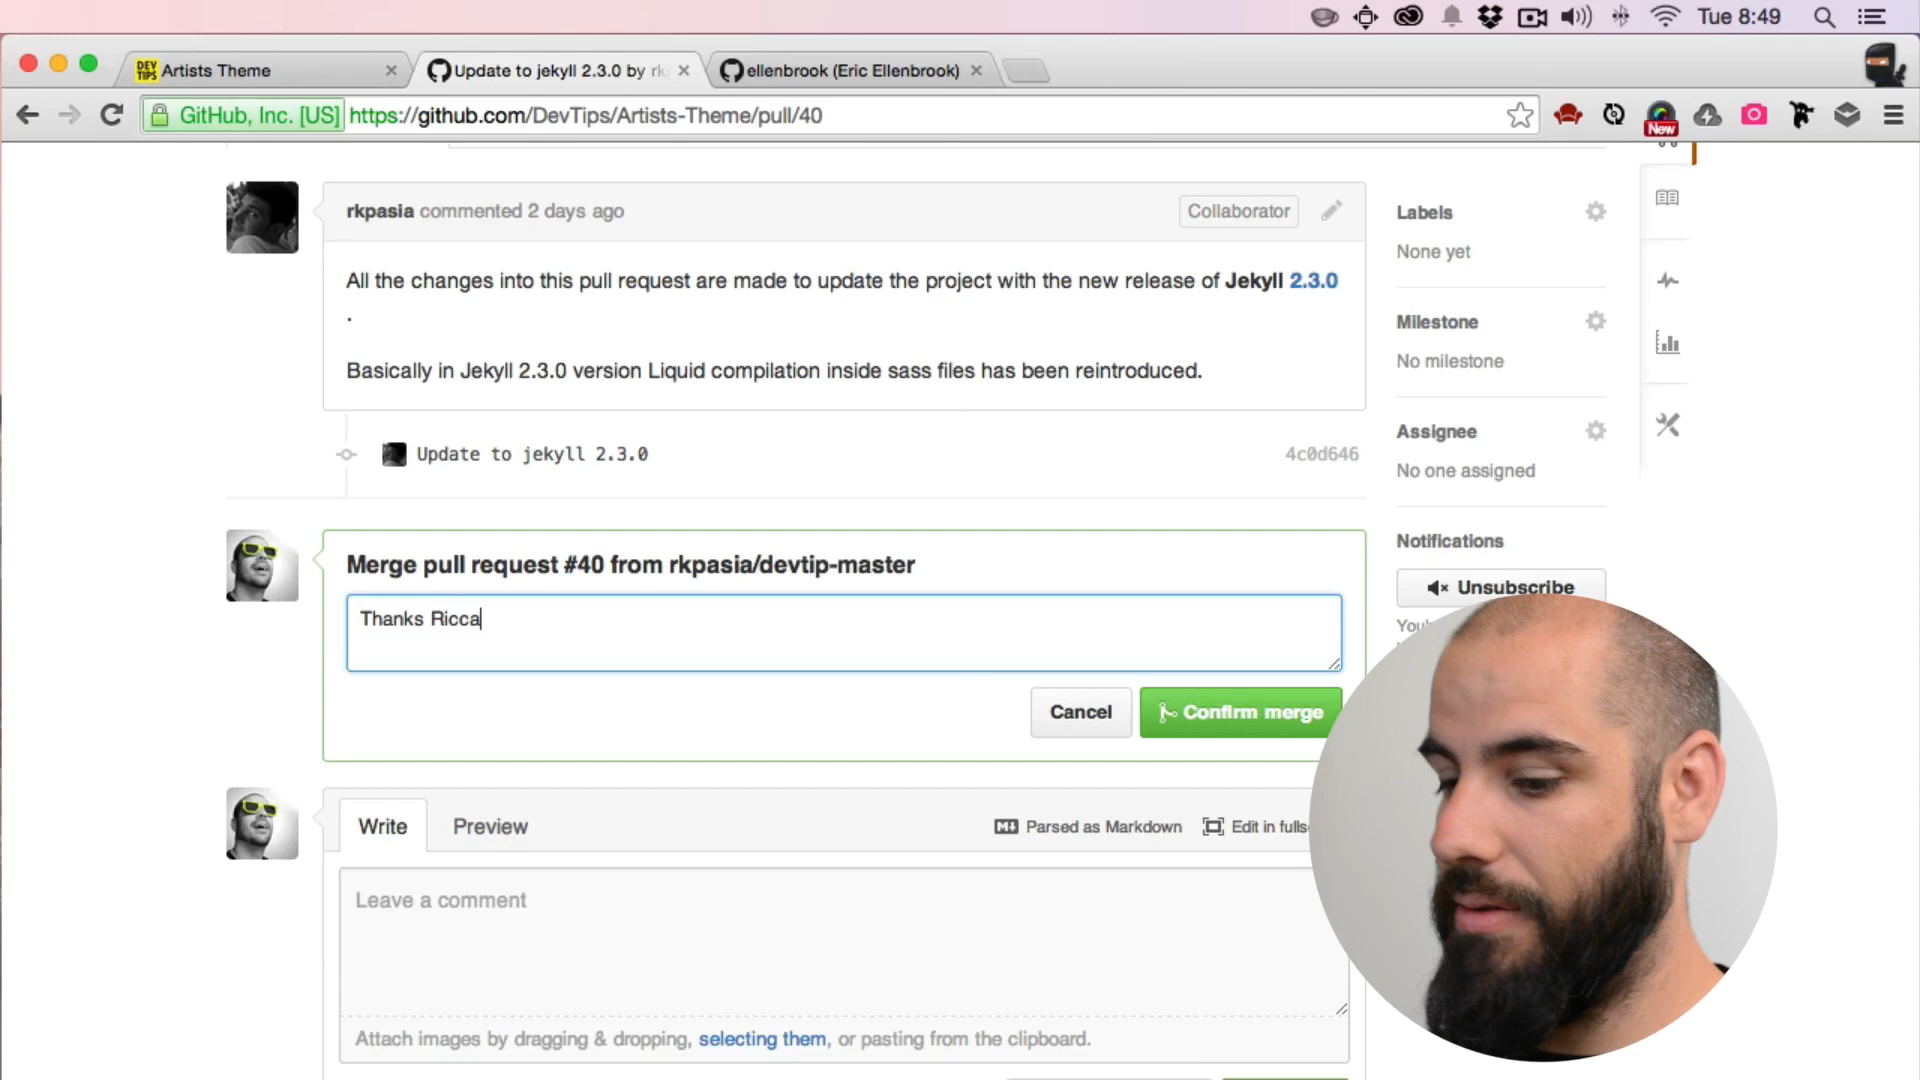 Tue 8:49
DEV TIPS Artists Theme
Update to jekyll 2.3.0 by rk
ellenbrook (Eric Ellenbrook)
GitHub, Inc. [US] https://github.com/DevTips/Artists-Theme/pull/40
New
rkpasia commented 2 days ago
Collaborator
All the changes into this pull request are made to update the project with the new release of Jekyll 2.3.0
.
Basically in Jekyll 2.3.0 version Liquid compilation inside sass files has been reintroduced.
Update to jekyll 2.3.0
4c0d646
Merge pull request #40 from rkpasia/devtip-master
Thanks Ricca
Cancel
Confirm merge
Write
Preview
Parsed as Markdown
Edit in fulls
Leave a comment
Attach images by dragging & dropping, selecting them, or pasting from the clipboard.
Labels
None yet
Milestone
No milestone
Assignee
No one assigned
Notifications
Unsubscribe